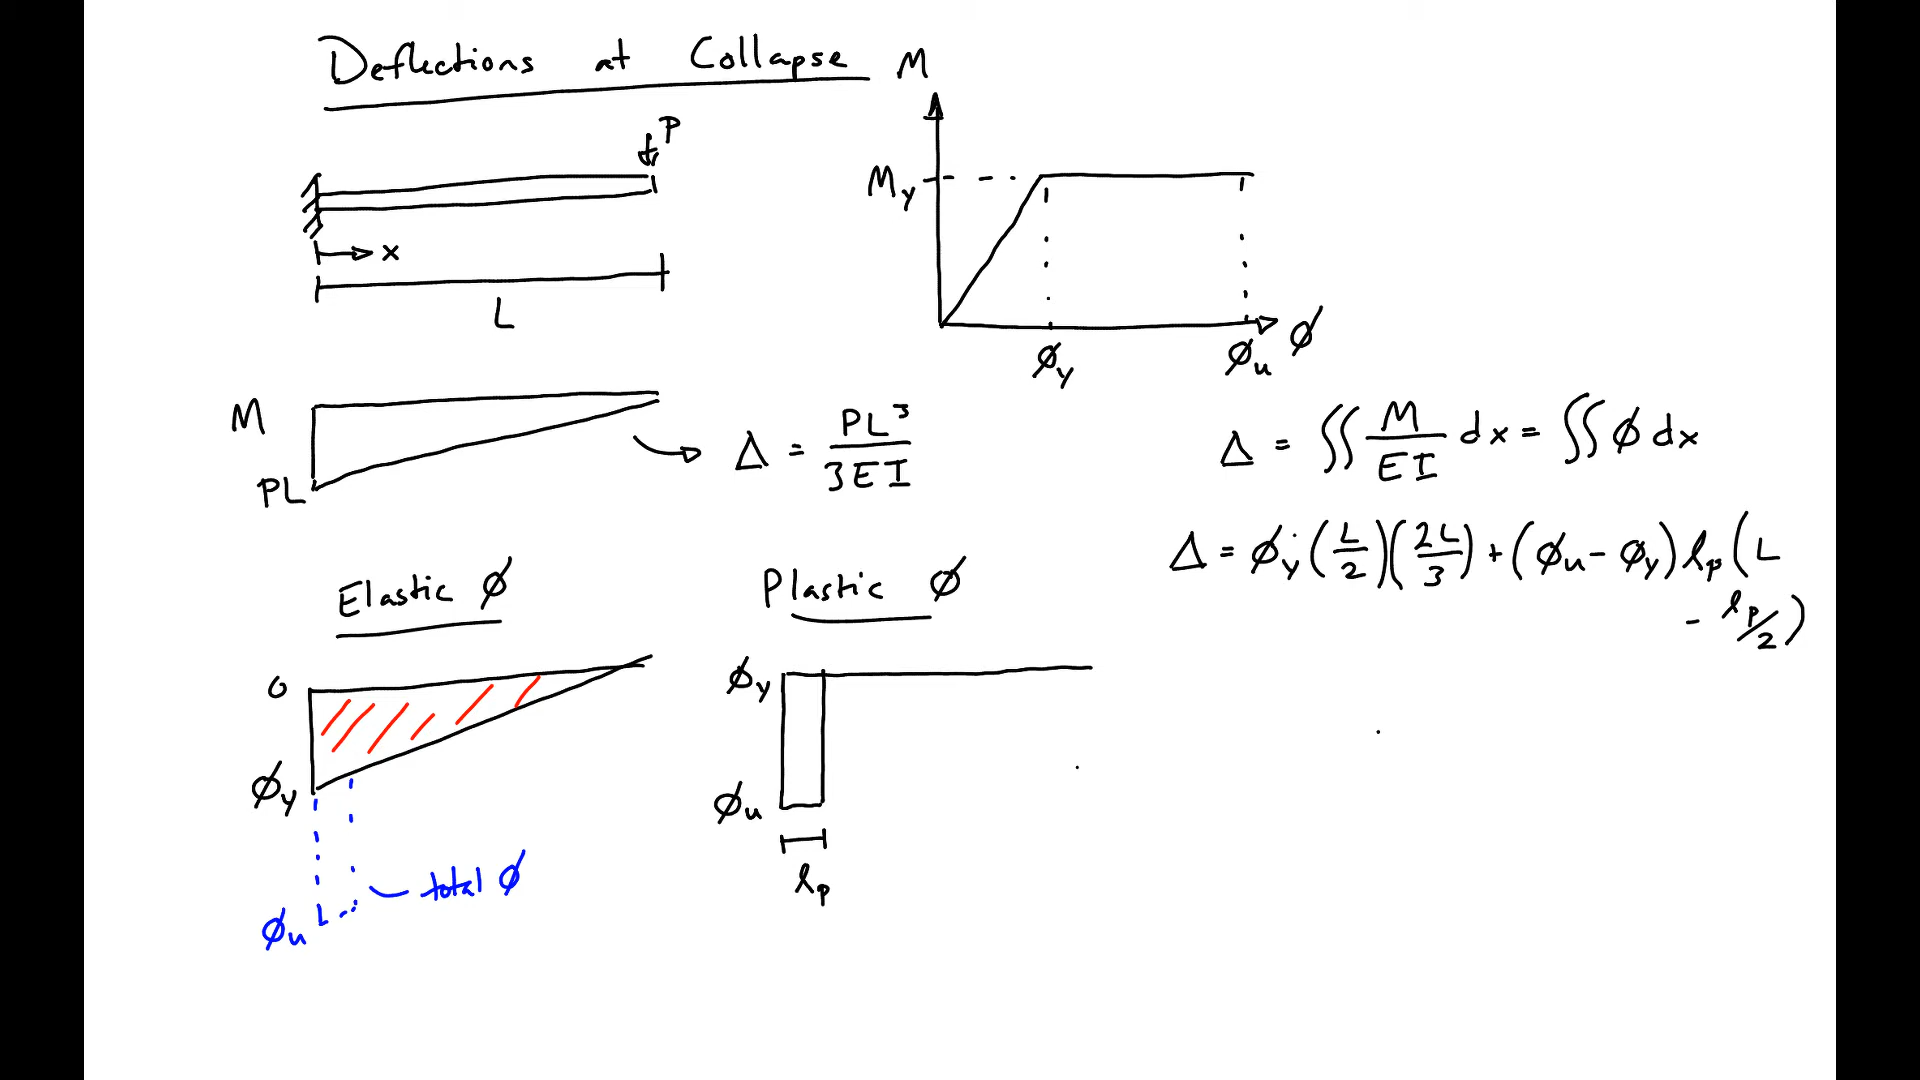 Deflections at Collapse
P
x
L
M
My
ϕy
ϕu
ϕ
M
PL
Δ = PL³/3EI
Δ = ∬ M/EI dx = ∬ ϕ dx
Δ = ϕy (L/2)(2L/3) + (ϕu - ϕy) lp (L
- lp/2)
Elastic ϕ
0
ϕy
ϕu
total ϕ
Plastic ϕ
ϕy
ϕu
lp